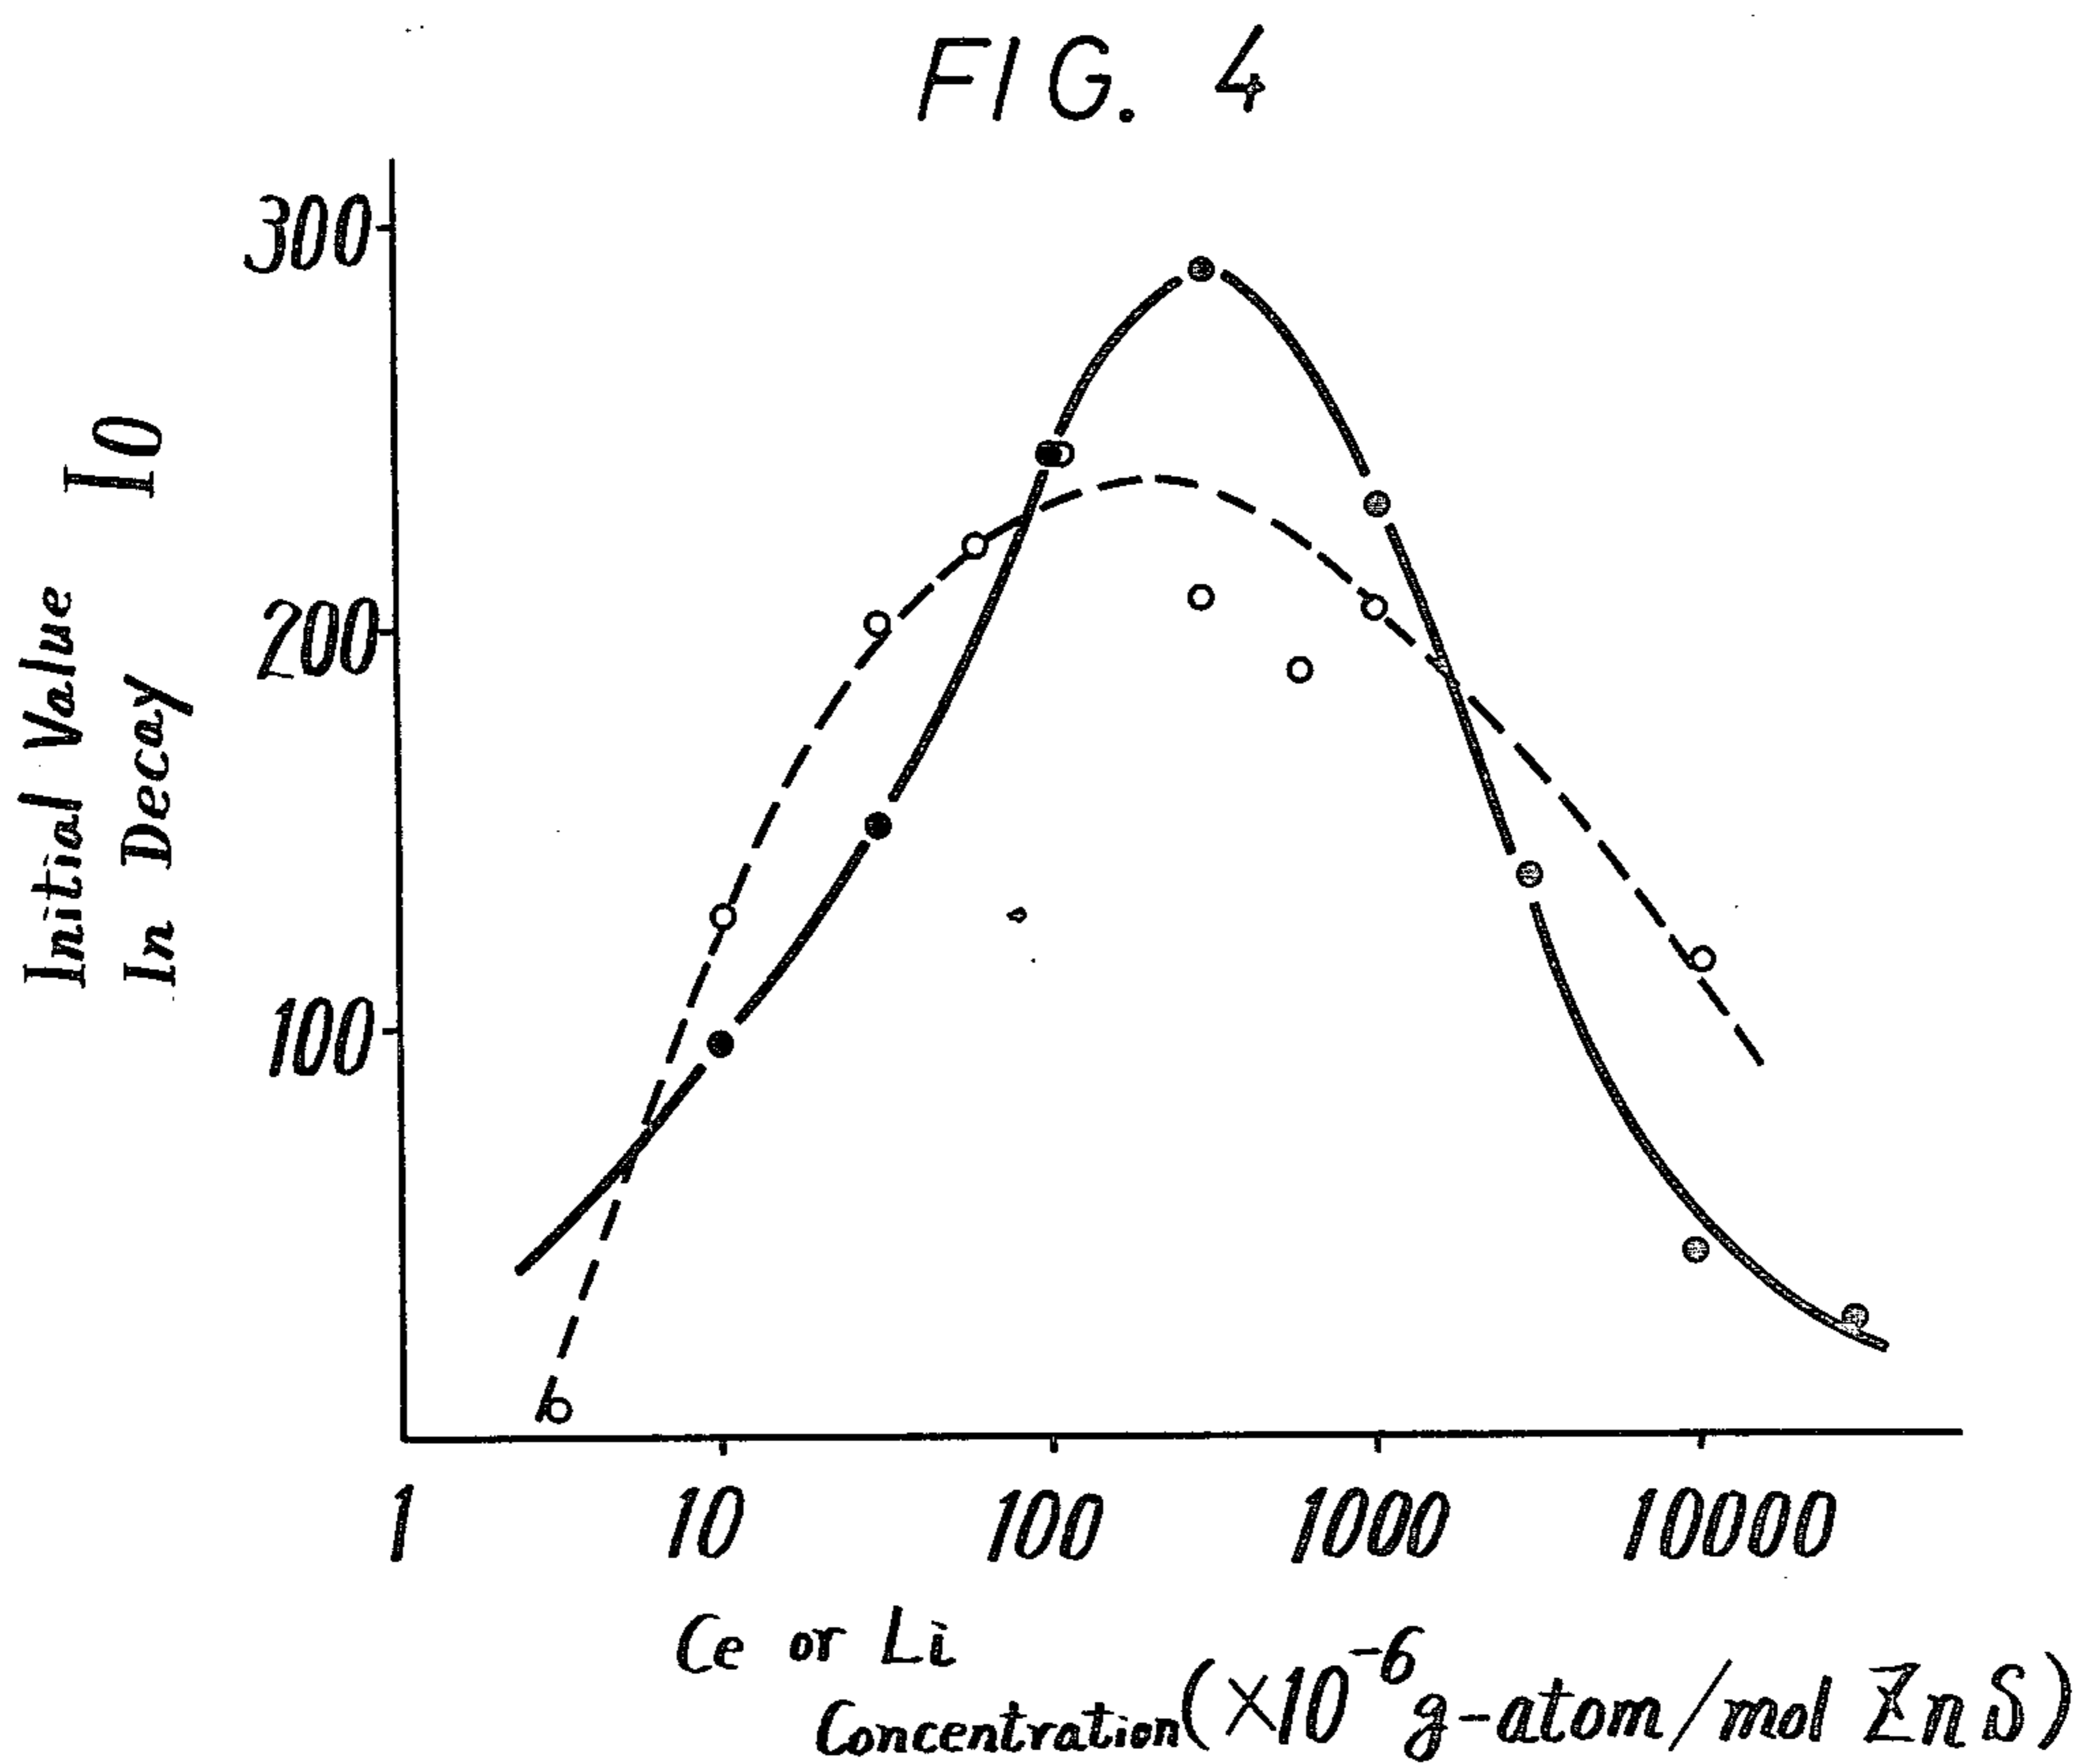 FIG. 4
300
200
100
Initial Value I0
In Decay
1 10 100 1000 10000
Ce or Li
Concentration (×10⁻⁶ g-atom/mol ZnS)